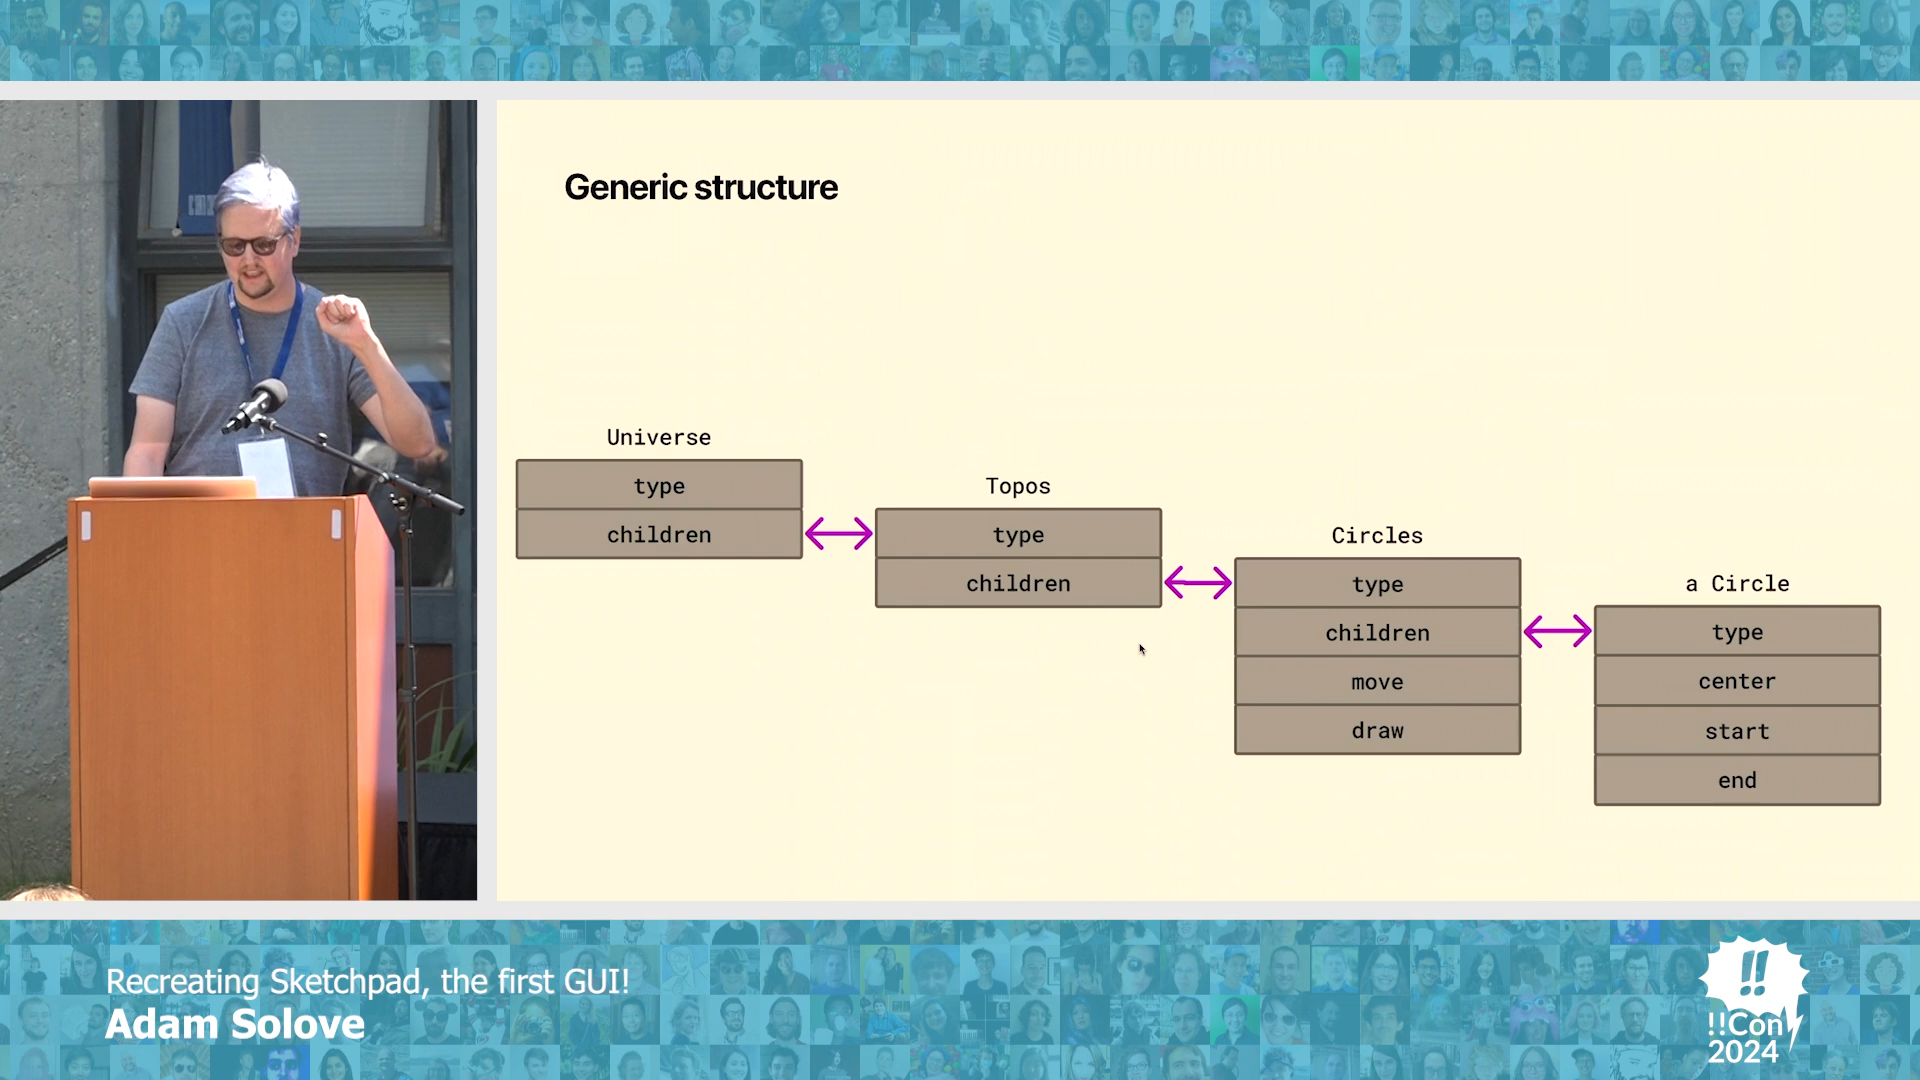 Generic structure
Universe
type
children
Topos
type
children
Circles
type
children
move
draw
a Circle
type
center
start
end
Recreating Sketchpad, the first GUI!
Adam Solove
!!
!!Con
2024